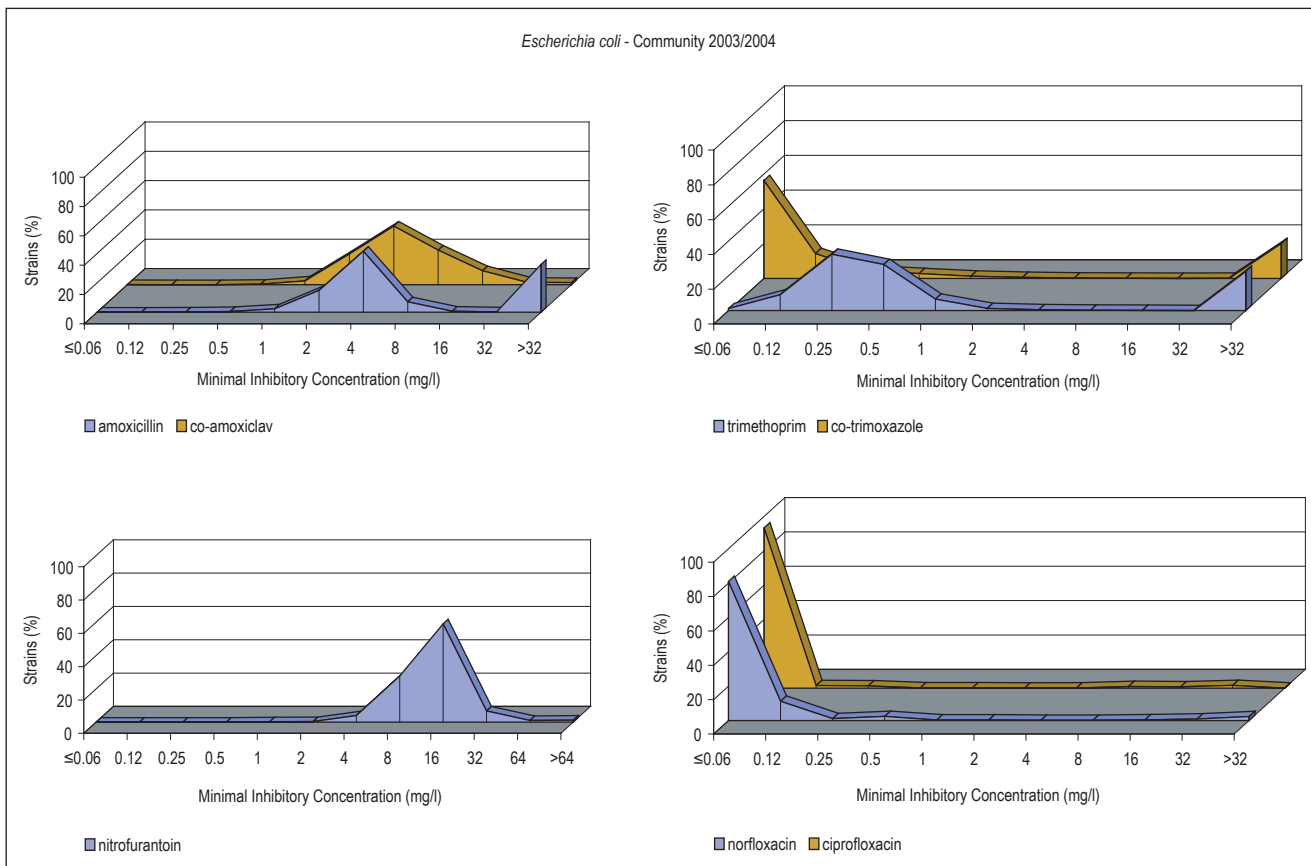 Escherichia coli - Community 2003/2004
100
80
60
40
20
0
Strains (%)
≤0.06 0.12 0.25 0.5 1 2 4 8 16 32 >32
Minimal Inhibitory Concentration (mg/l)
amoxicillin co-amoxiclav
100
80
60
40
20
0
Strains (%)
≤0.06 0.12 0.25 0.5 1 2 4 8 16 32 >32
Minimal Inhibitory Concentration (mg/l)
trimethoprim co-trimoxazole
100
80
60
40
20
0
Strains (%)
≤0.06 0.12 0.25 0.5 1 2 4 8 16 32 64 >64
Minimal Inhibitory Concentration (mg/l)
nitrofurantoin
100
80
60
40
20
0
Strains (%)
≤0.06 0.12 0.25 0.5 1 2 4 8 16 32 >32
Minimal Inhibitory Concentration (mg/l)
norfloxacin ciprofloxacin